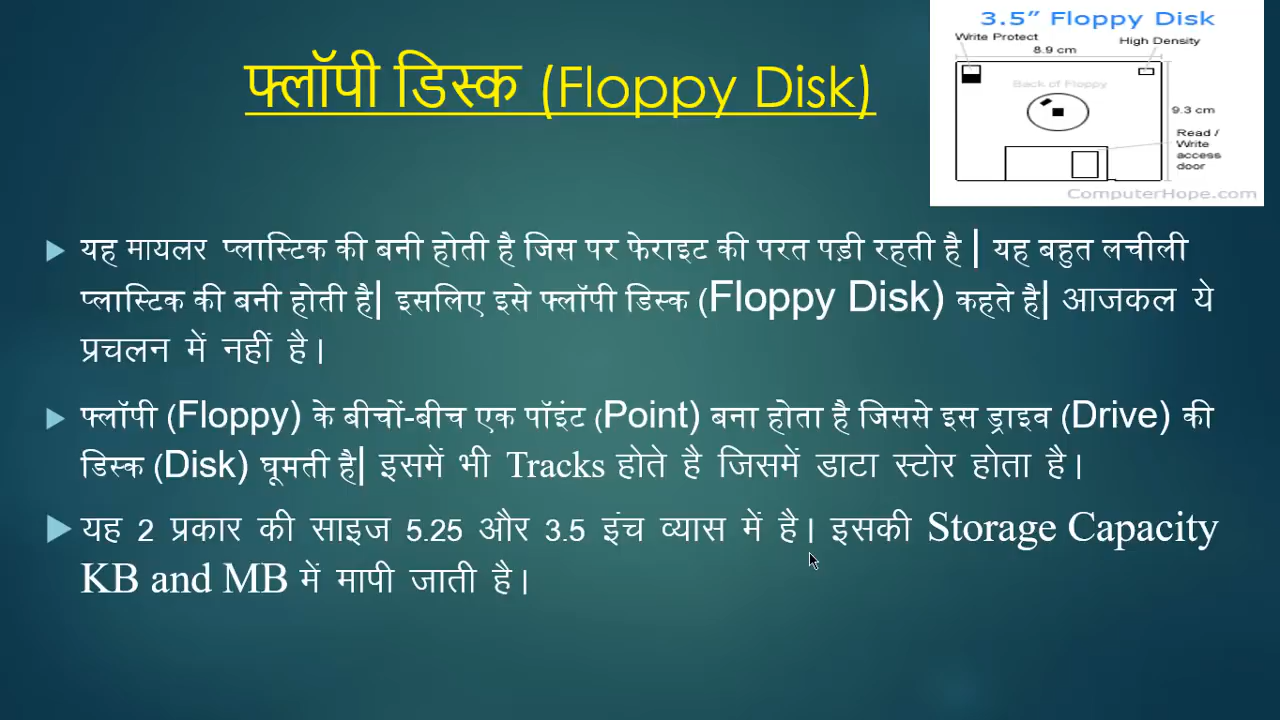 फ्लॉपी डिस्क (Floppy Disk)
3.5” Floppy Disk
Write Protect
High Density
8.9 cm
Back of Floppy
9.3 cm
Read /
Write
access
door
ComputerHope.com
यह मायलर प्लास्टिक की बनी होती है जिस पर फेराइट की परत पड़ी रहती है | यह बहुत लचीली
प्लास्टिक की बनी होती है| इसलिए इसे फ्लॉपी डिस्क (Floppy Disk) कहते है| आजकल ये
प्रचलन में नहीं है।
फ्लॉपी (Floppy) के बीचों-बीच एक पॉइंट (Point) बना होता है जिससे इस ड्राइव (Drive) की
डिस्क (Disk) घूमती है| इसमें भी Tracks होते है जिसमें डाटा स्टोर होता है।
यह 2 प्रकार की साइज 5.25 और 3.5 इंच व्यास में है। इसकी Storage Capacity
KB and MB में मापी जाती है।